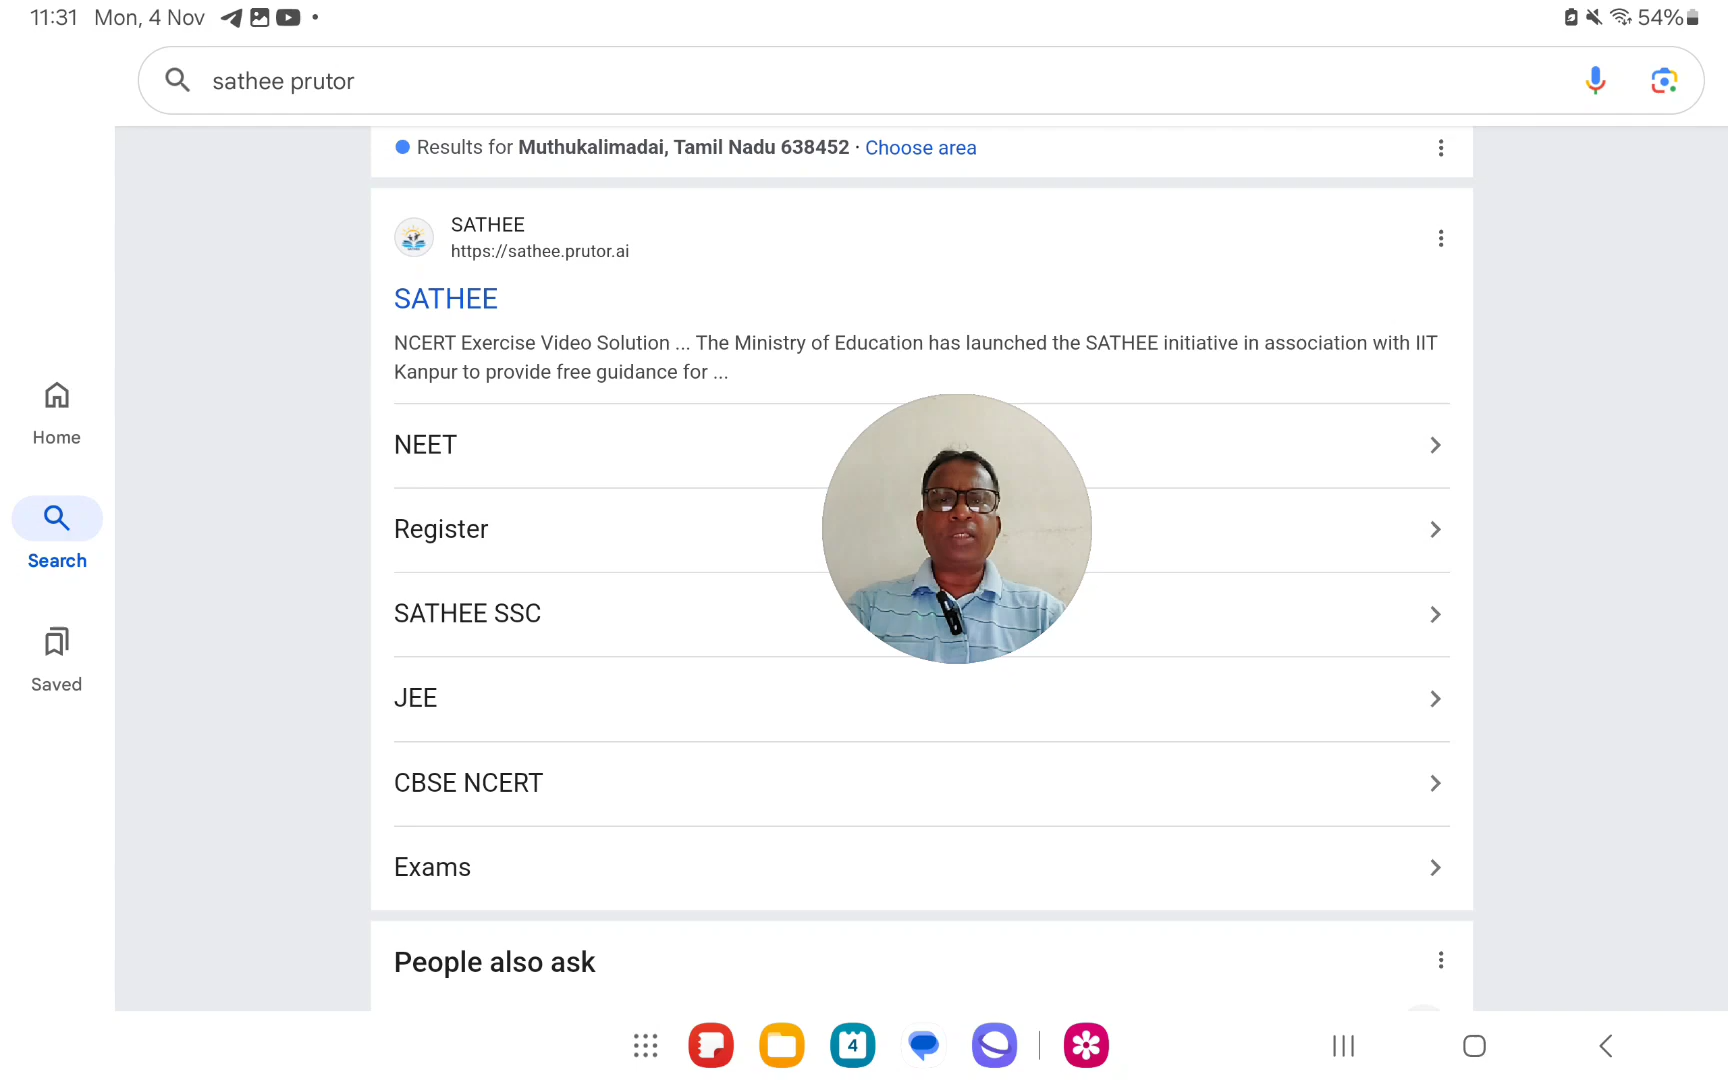 11:31 Mon, 4 Nov
54%
sathee prutor
Results for Muthukalimadai, Tamil Nadu 638452 · Choose area
SATHEE
https://sathee.prutor.ai
SATHEE
NCERT Exercise Video Solution ... The Ministry of Education has launched the SATHEE initiative in association with IIT
Kanpur to provide free guidance for ...
Home
NEET
Register
Search
SATHEE SSC
Saved
JEE
CBSE NCERT
Exams
People also ask
4